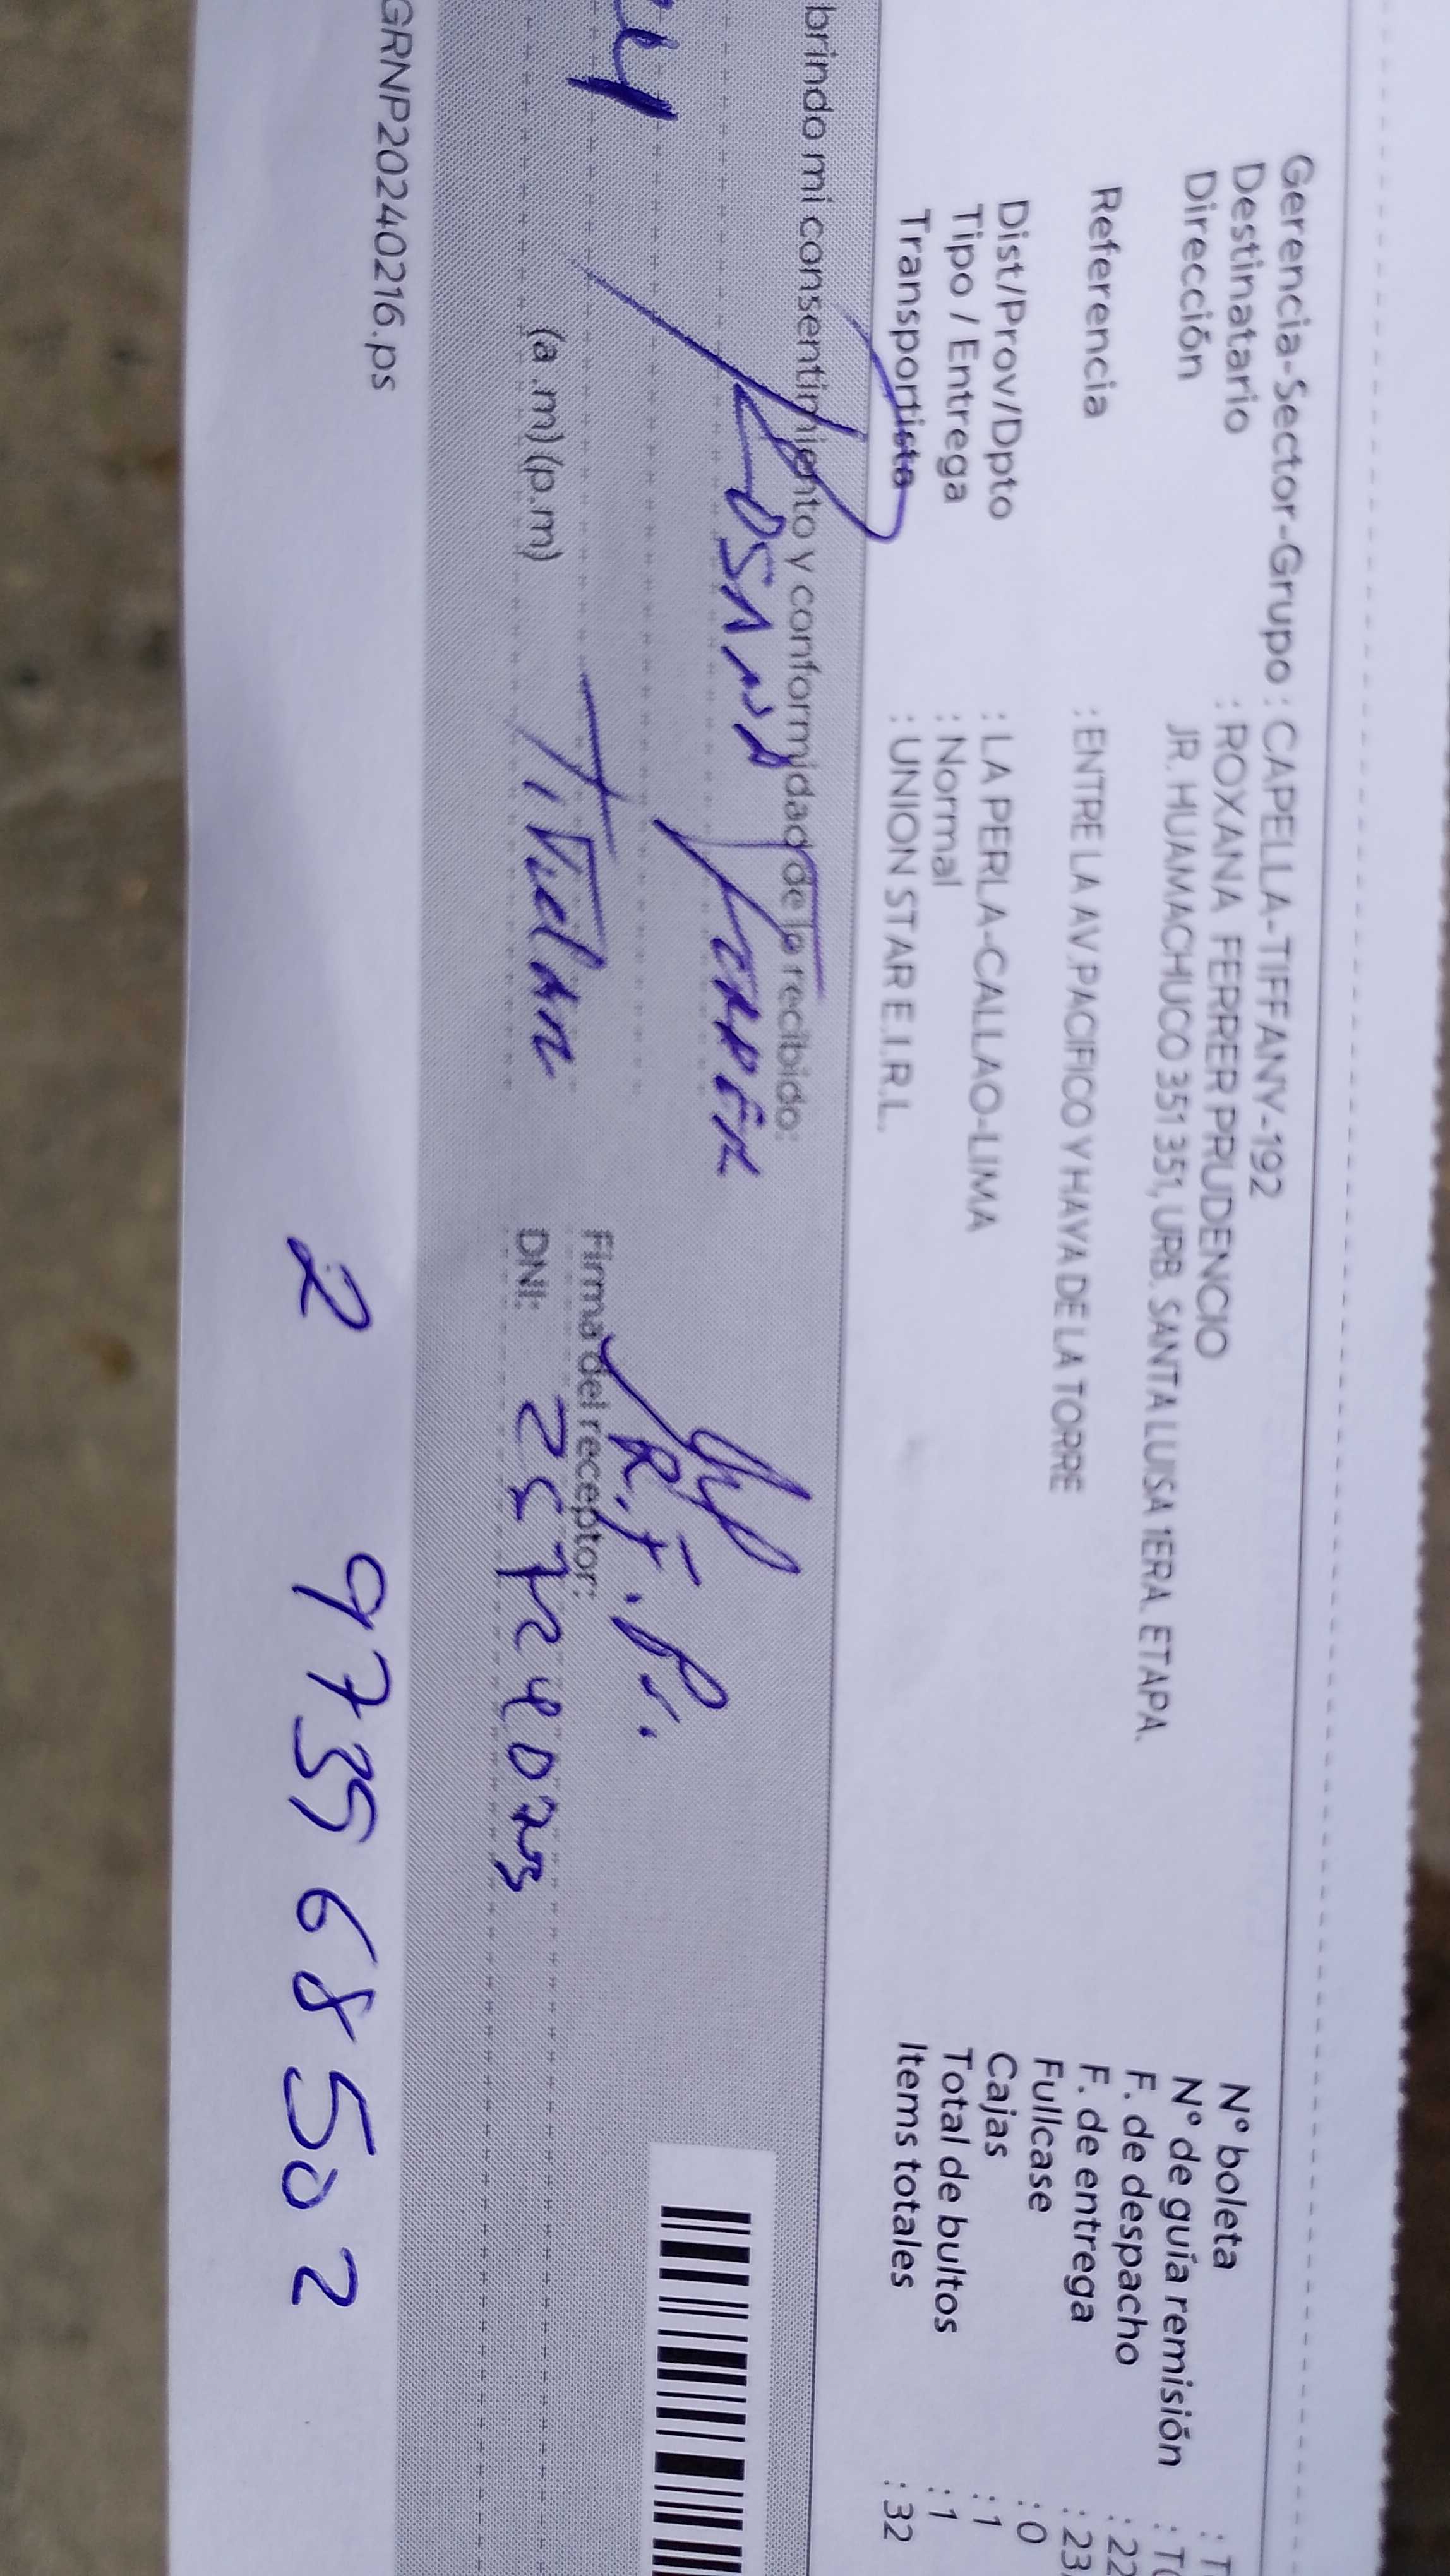 Gerencia-Sector-Grupo : CAPELLA-TIFFANY-192
Destinatario : ROXANA FERRER PRUDENCIO
Dirección JR. HUAMACHUCO 351 351, URB. SANTA LUISA 1ERA. ETAPA.
Referencia : ENTRE LA AV. PACIFICO Y HAYA DE LA TORRE
Dist/Prov/Dpto : LA PERLA-CALLAO-LIMA
Tipo / Entrega : Normal
Transportista : UNION STAR E.I.R.L.
Nº boleta : T
Nº de guía remisión : T
F. de despacho : 22
F. de entrega : 23
Fullcase : 0
Cajas : 1
Total de bultos : 1
Items totales : 32
brindo mi consentimiento y conformidad de lo recibido:
R.F.P.
Firma del receptor:
(a.m) (p.m)
DNI:
GRNP20240216.ps
2 973568502